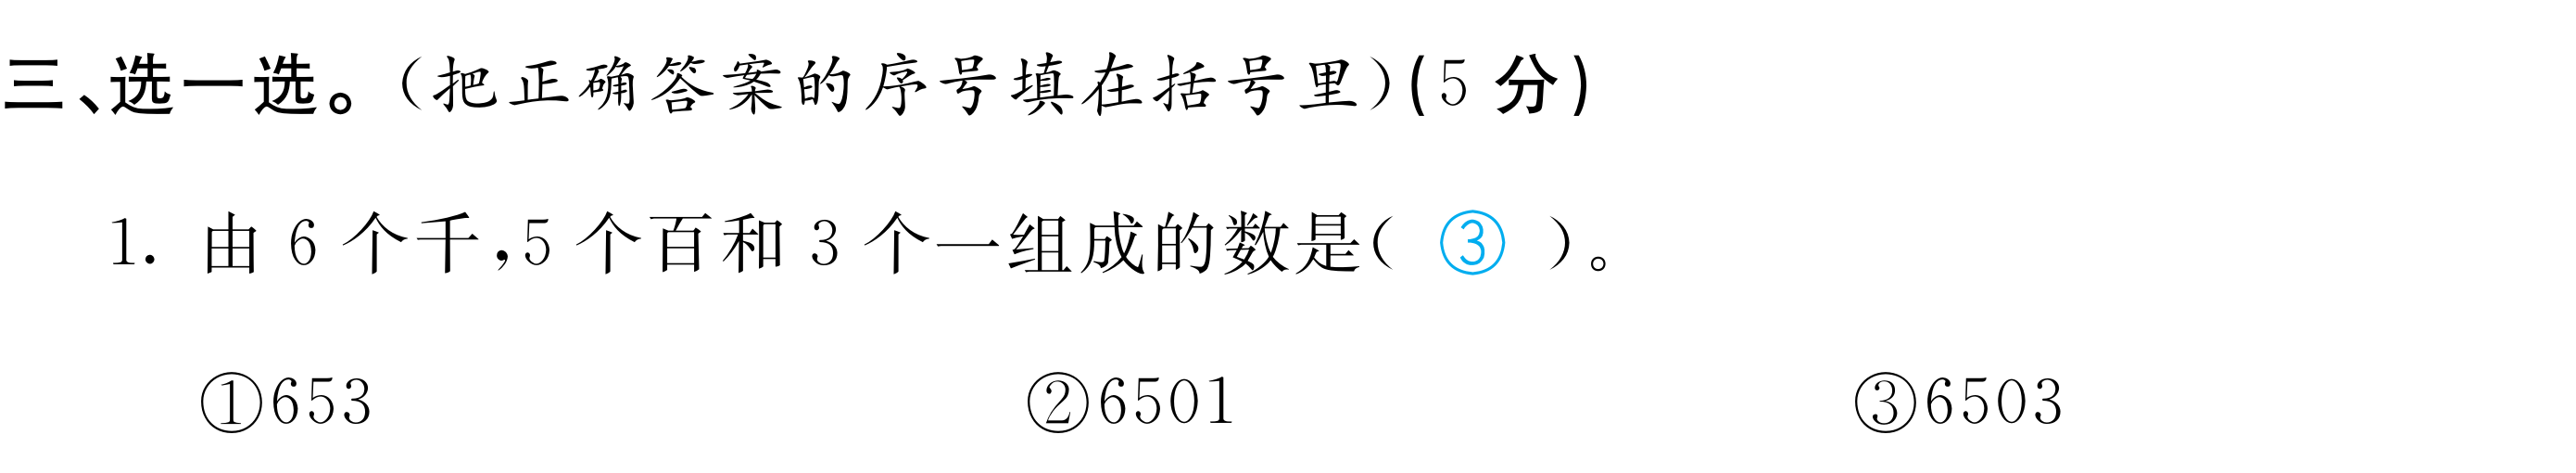 三、选一选。(把正确答案的序号填在括号里)(5 分)
1. 由 6 个千,5 个百和 3 个一组成的数是( ③ )。
①653 ②6501 ③6503